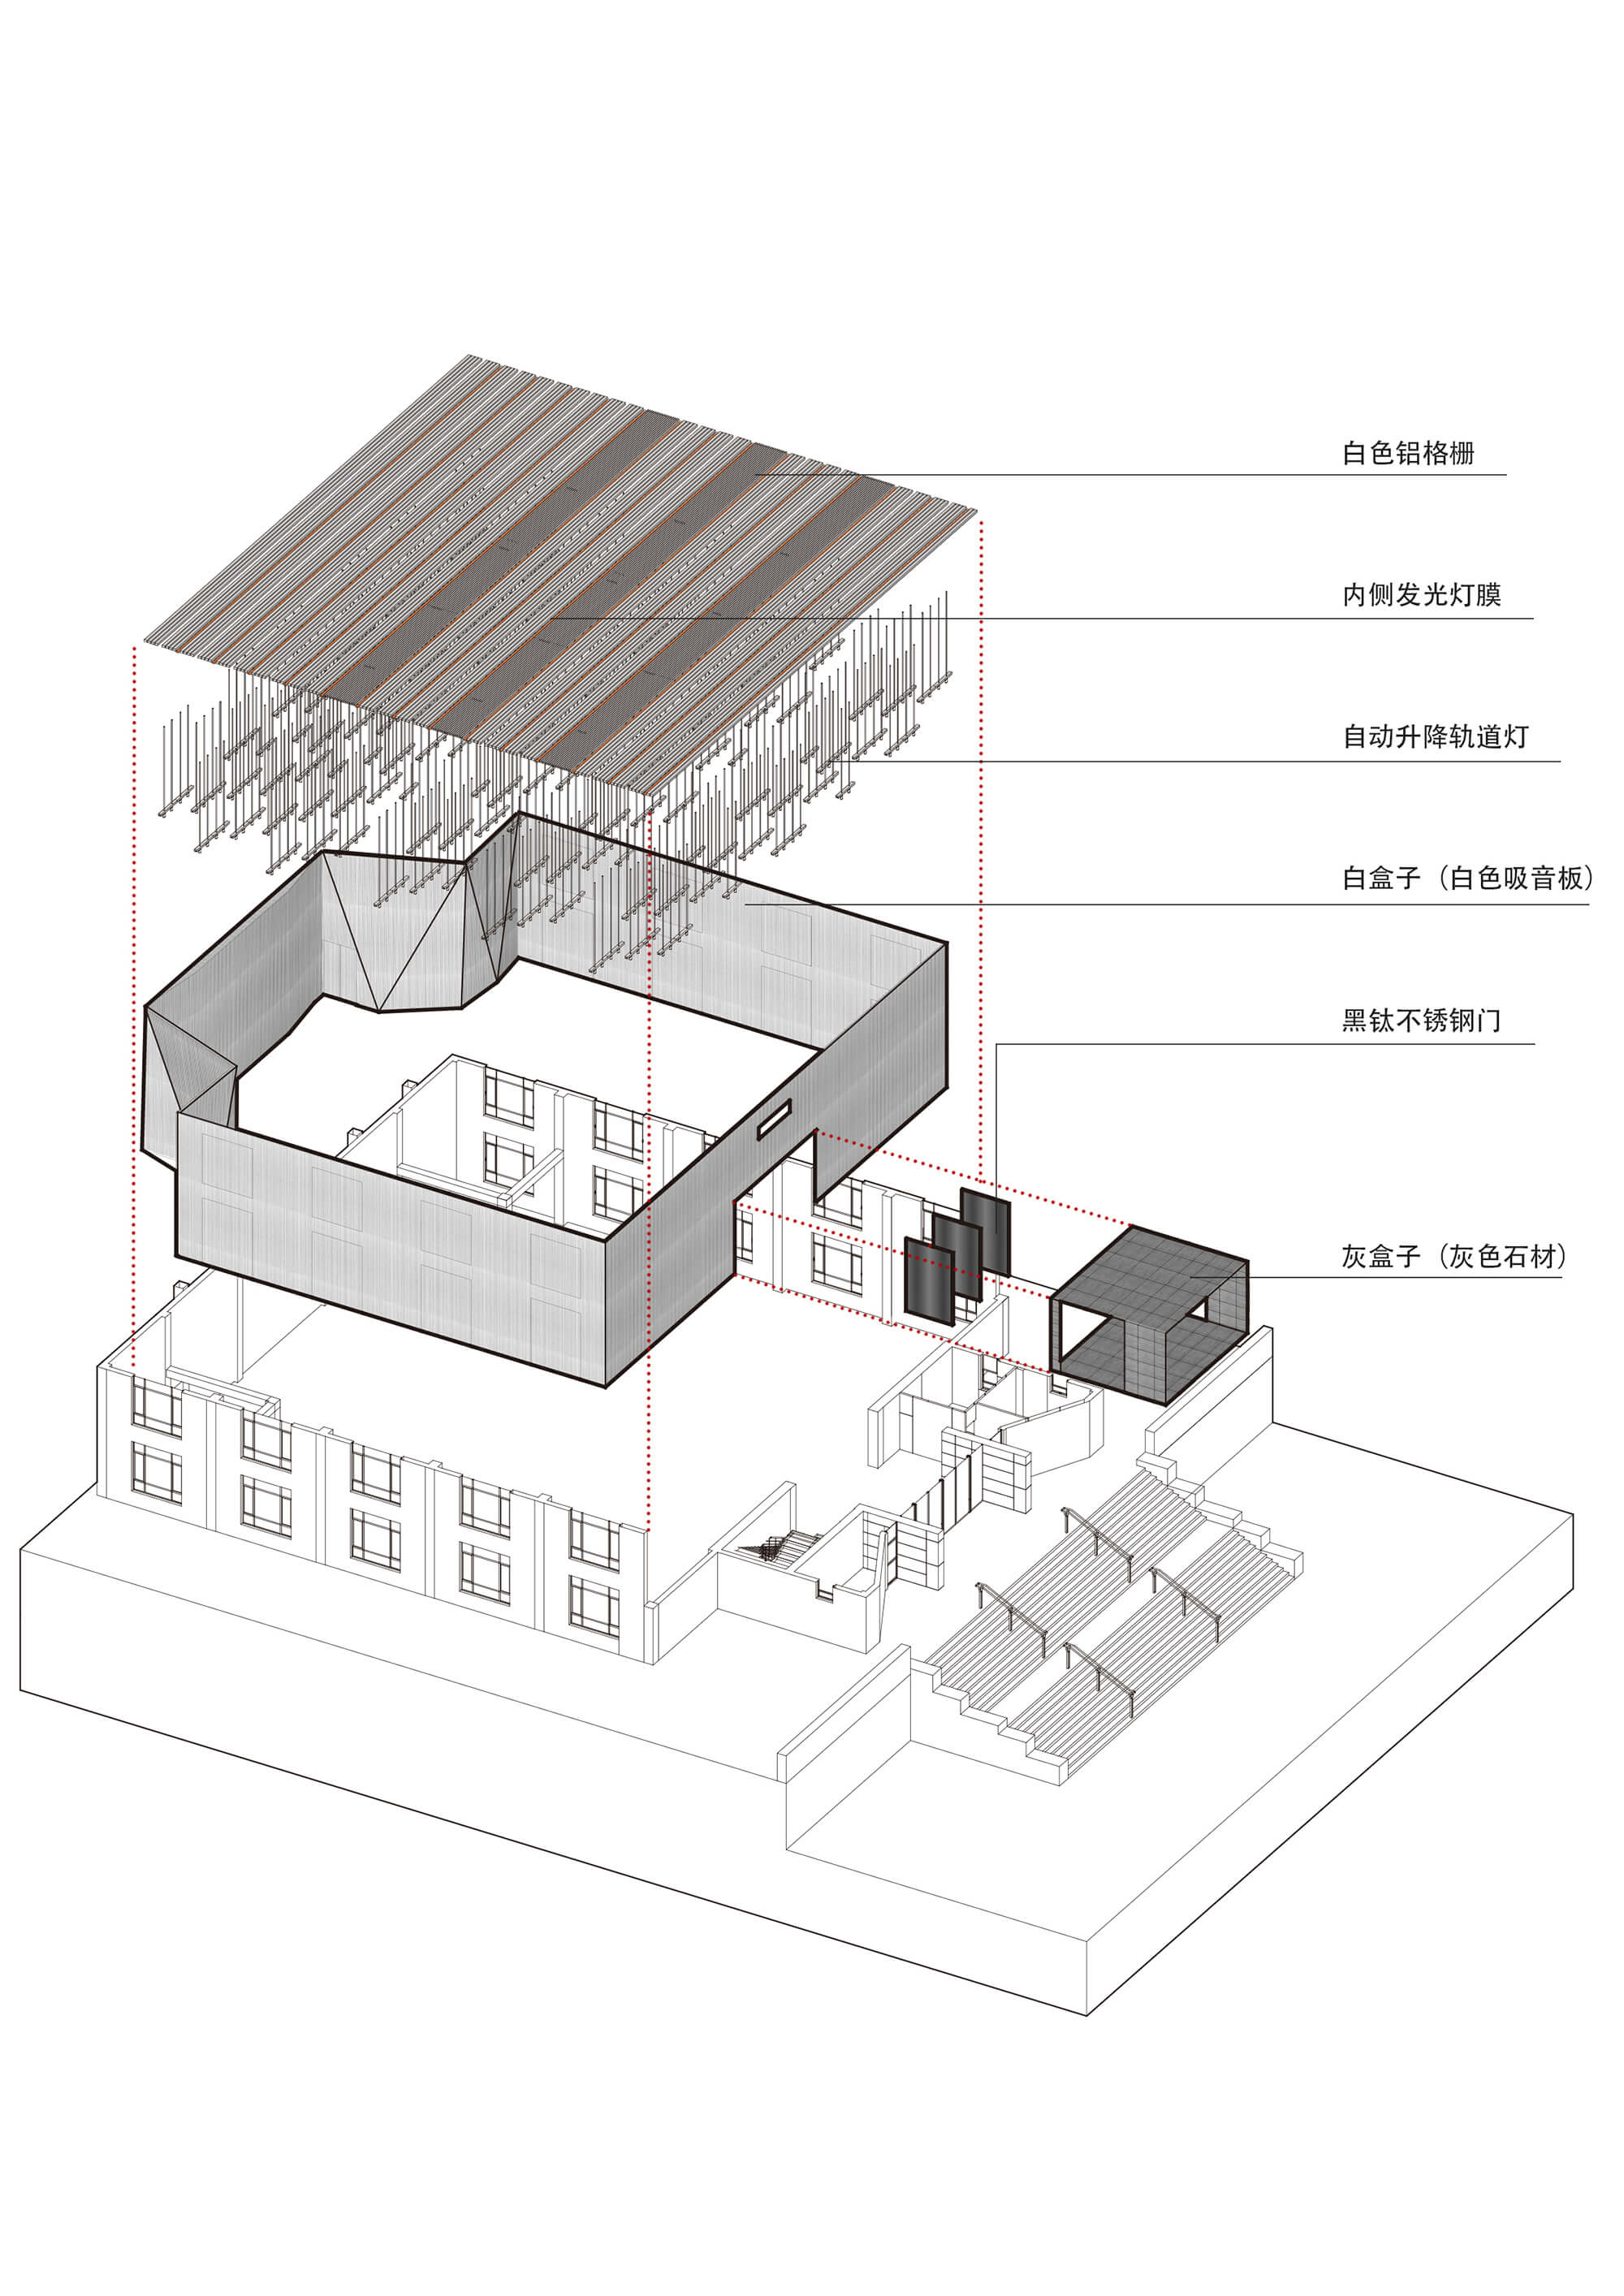 白色铝格栅
内侧发光灯膜
自动升降轨道灯
白盒子（白色吸音板）
黑钛不锈钢门
灰盒子（灰色石材）